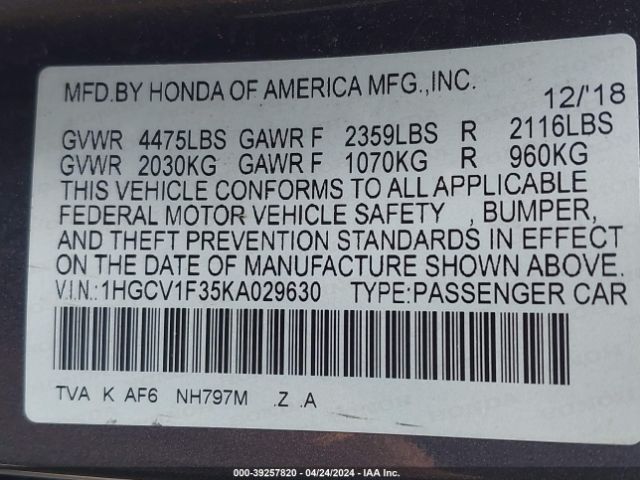 MFD.BY HONDA OF AMERICA MFG.,INC.
12/'18
GVWR 4475LBS GAWR F 2359LBS R 2116LBS
GVWR 2030KG GAWR F 1070KG R 960KG
THIS VEHICLE CONFORMS TO ALL APPLICABLE
FEDERAL MOTOR VEHICLE SAFETY , BUMPER,
AND THEFT PREVENTION STANDARDS IN EFFECT
ON THE DATE OF MANUFACTURE SHOWN ABOVE.
V.I.N.:1HGCV1F35KA029630 TYPE:PASSENGER CAR
TVA K AF6 NH797M .Z .A
000-39257820 | 04/24/2024 | IAA Inc.